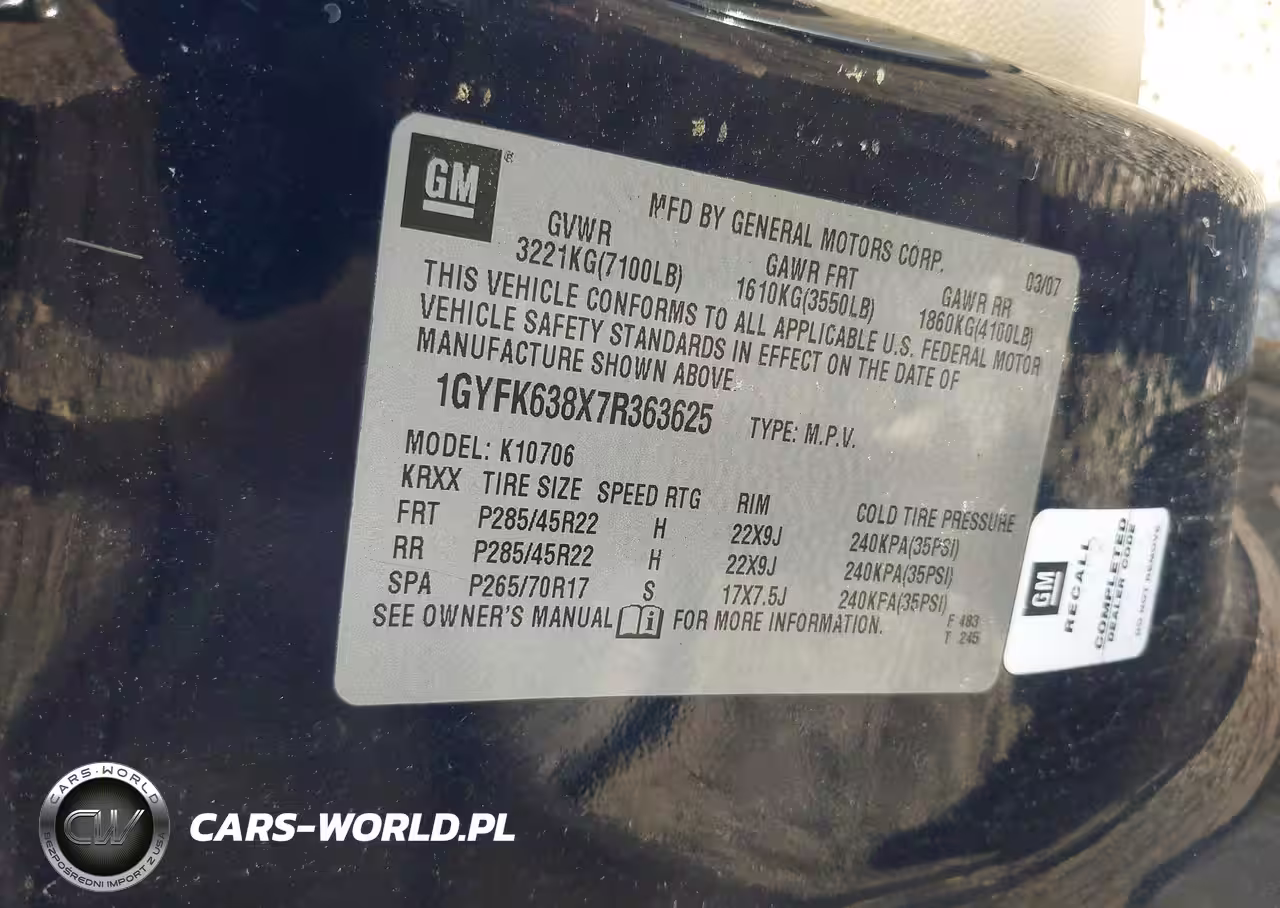 GM®
MFD BY GENERAL MOTORS CORP.
03/07
GVWR GAWR FRT GAWR RR
3221KG(7100LB) 1610KG(3550LB) 1860KG(4100LB)
THIS VEHICLE CONFORMS TO ALL APPLICABLE U.S. FEDERAL MOTOR
VEHICLE SAFETY STANDARDS IN EFFECT ON THE DATE OF
MANUFACTURE SHOWN ABOVE.
1GYFK638X7R363625 TYPE: M.P.V.
MODEL: K10706
KRXX TIRE SIZE SPEED RTG RIM COLD TIRE PRESSURE
FRT P285/45R22 H 22X9J 240KPA(35PSI)
RR P285/45R22 H 22X9J 240KPA(35PSI)
SPA P265/70R17 S 17X7.5J 240KPA(35PSI)
SEE OWNER'S MANUAL i FOR MORE INFORMATION.
F 483
T 245
GM
RECALL
COMPLETED
DEALER CODE
DO NOT REMOVE
CARS-WORLD
CW
BEZPOŚREDNI IMPORT Z USA
CARS-WORLD.PL